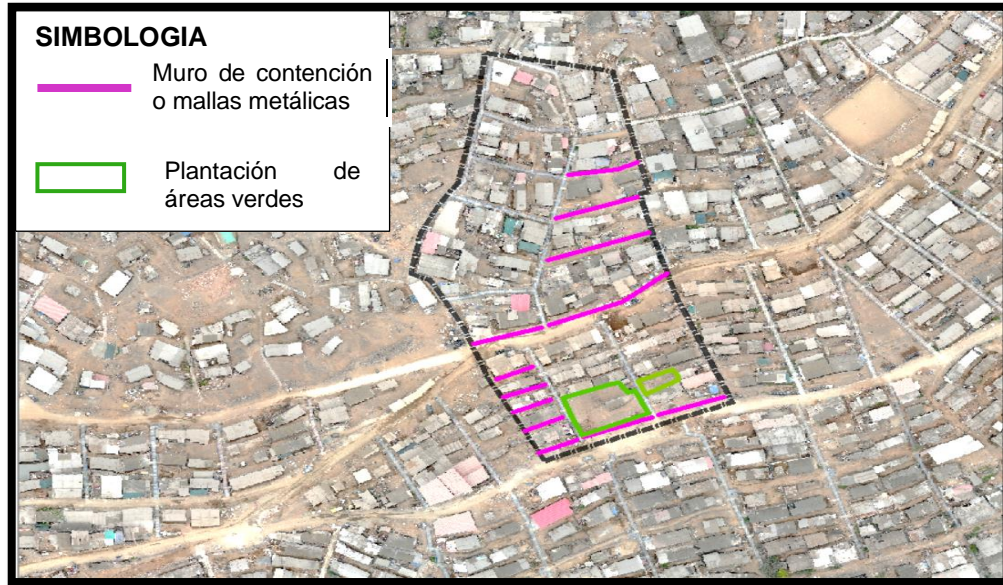 SIMBOLOGIA
Muro de contención
o mallas metálicas
Plantación de
áreas verdes